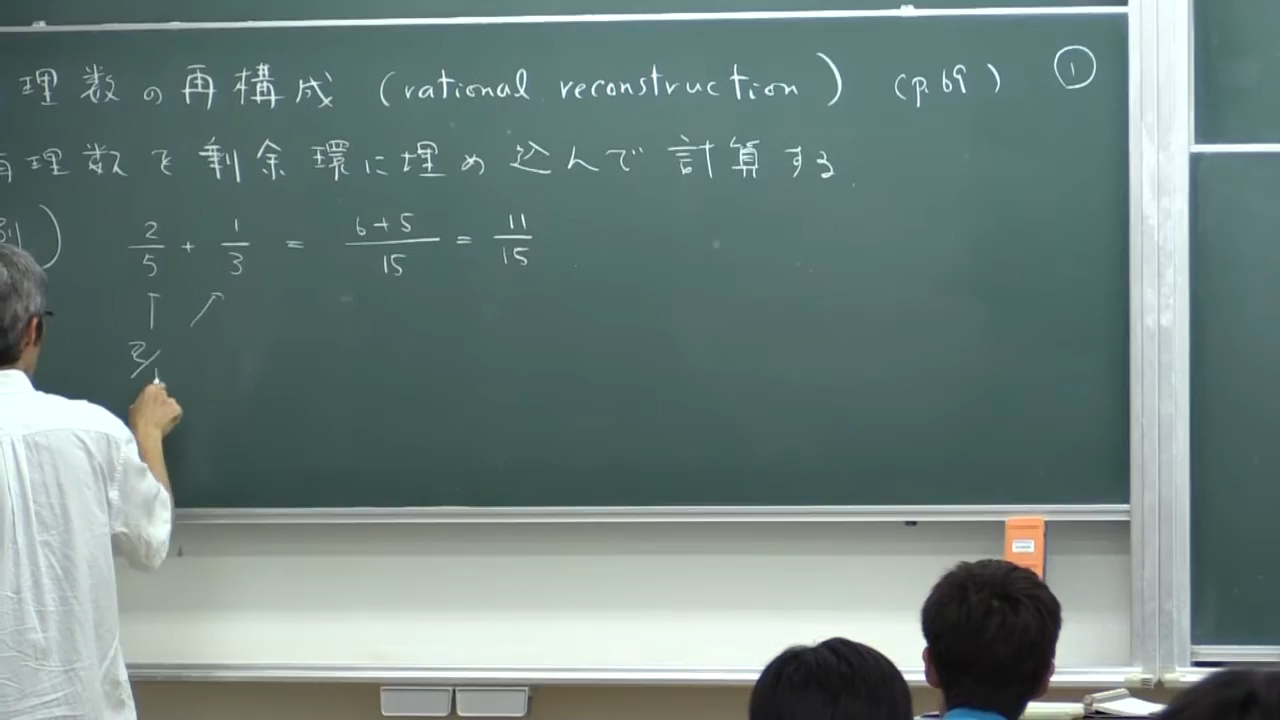 理数の再構成 (rational reconstruction) (p.69) ①
有理数を剰余環に埋め込んで計算する.
例) 2/5 + 1/3 = 6+5/15 = 11/15